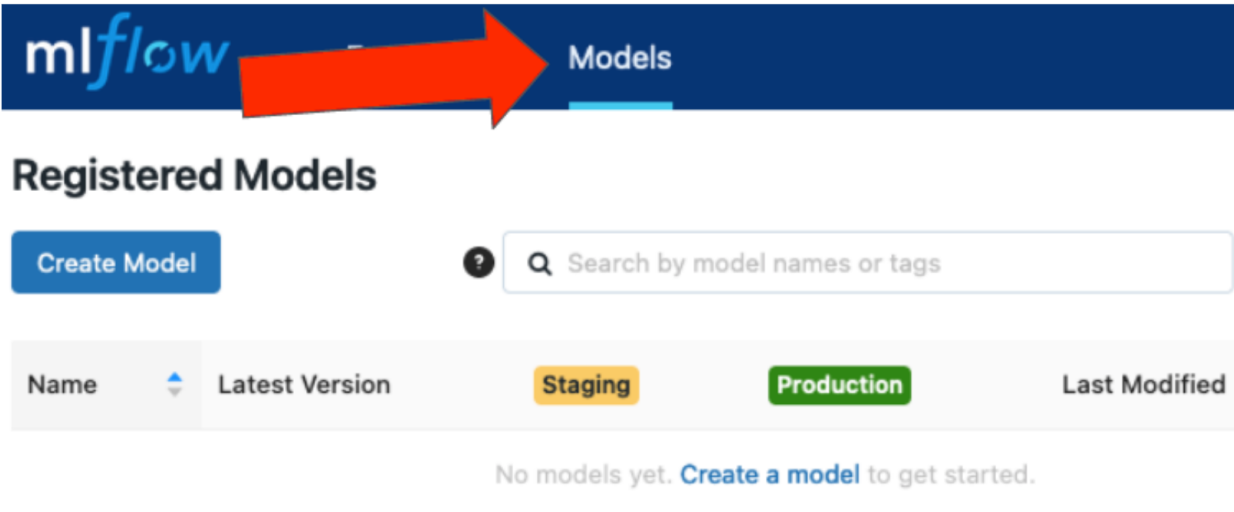 mlflow Models
Registered Models
Create Model ? Search by model names or tags
Name Latest Version Staging Production Last Modified
No models yet. Create a model to get started.